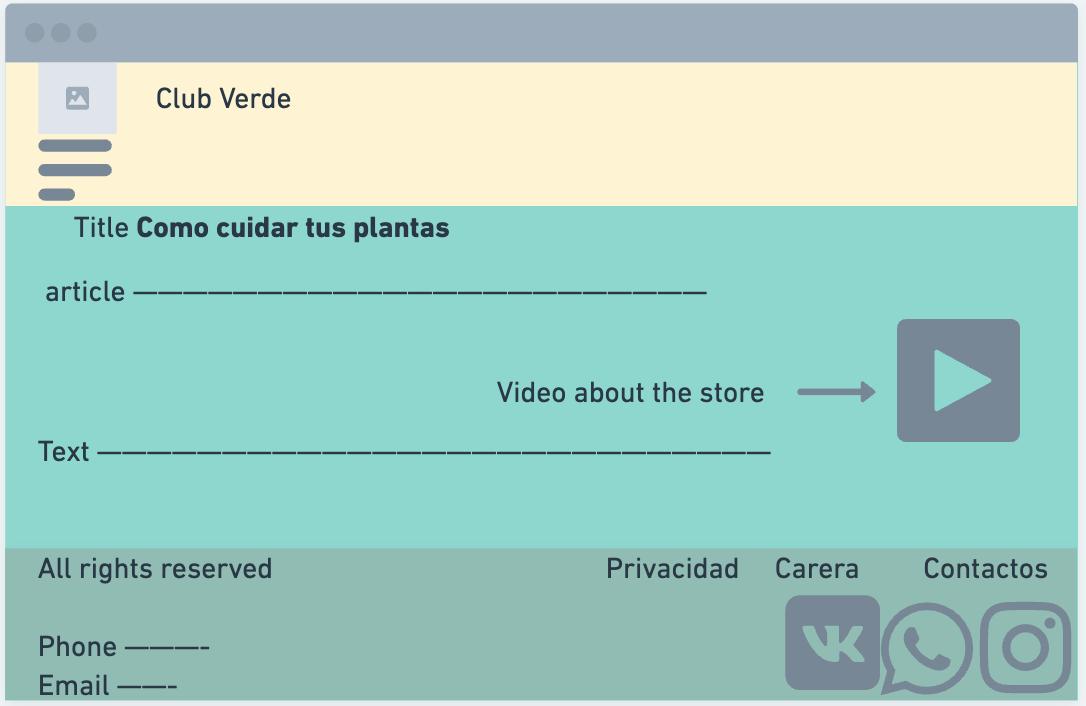 Club Verde
Title Como cuidar tus plantas
article ———————————————————————
Video about the store
Text ———————————————————————————
All rights reserved
Privacidad Carera Contactos
Phone ———-
Email ——-